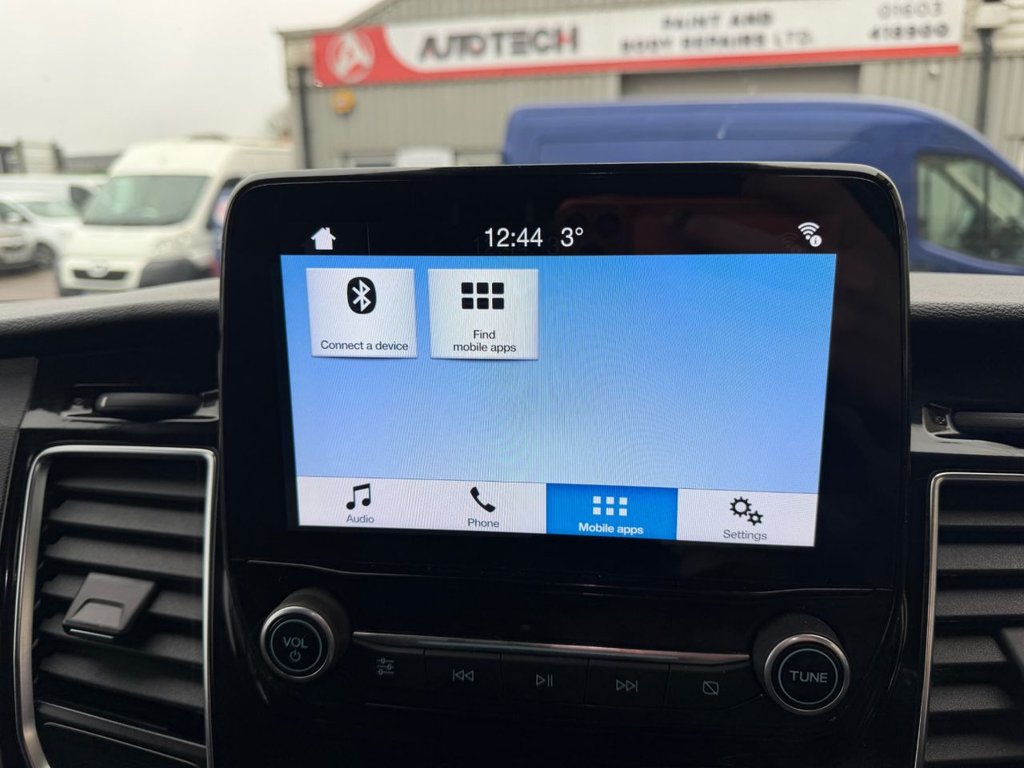 AUTOTECH
PAINT AND
BODY REPAIRS LTD.
01603
418900
12:44 3°
Connect a device
Find
mobile apps
Audio
Phone
Mobile apps
Settings
VOL
TUNE